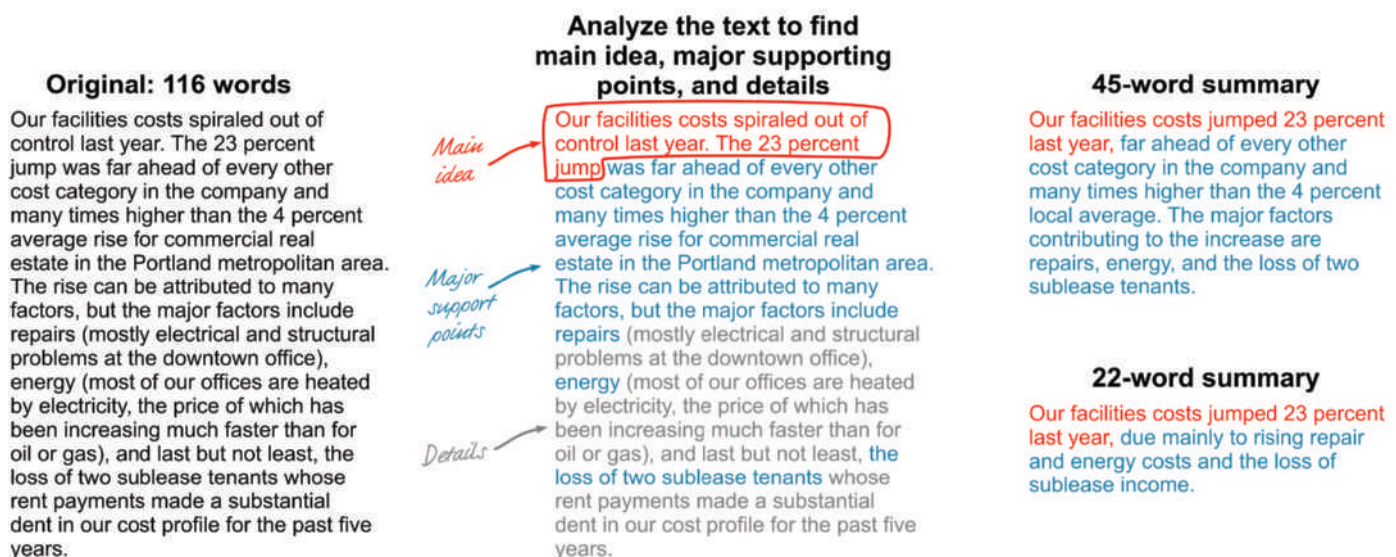 Original: 116 words
Our facilities costs spiraled out of
control last year. The 23 percent
jump was far ahead of every other
cost category in the company and
many times higher than the 4 percent
average rise for commercial real
estate in the Portland metropolitan area.
The rise can be attributed to many
factors, but the major factors include
repairs (mostly electrical and structural
problems at the downtown office),
energy (most of our offices are heated
by electricity, the price of which has
been increasing much faster than for
oil or gas), and last but not least, the
loss of two sublease tenants whose
rent payments made a substantial
dent in our cost profile for the past five
years.
Analyze the text to find
main idea, major supporting
points, and details
Main
idea
Major
support
points
Details
Our facilities costs spiraled out of
control last year. The 23 percent
jump was far ahead of every other
cost category in the company and
many times higher than the 4 percent
average rise for commercial real
estate in the Portland metropolitan area.
The rise can be attributed to many
factors, but the major factors include
repairs (mostly electrical and structural
problems at the downtown office),
energy (most of our offices are heated
by electricity, the price of which has
been increasing much faster than for
oil or gas), and last but not least, the
loss of two sublease tenants whose
rent payments made a substantial
dent in our cost profile for the past five
years.
45-word summary
Our facilities costs jumped 23 percent
last year, far ahead of every other
cost category in the company and
many times higher than the 4 percent
local average. The major factors
contributing to the increase are
repairs, energy, and the loss of two
sublease tenants.
22-word summary
Our facilities costs jumped 23 percent
last year, due mainly to rising repair
and energy costs and the loss of
sublease income.